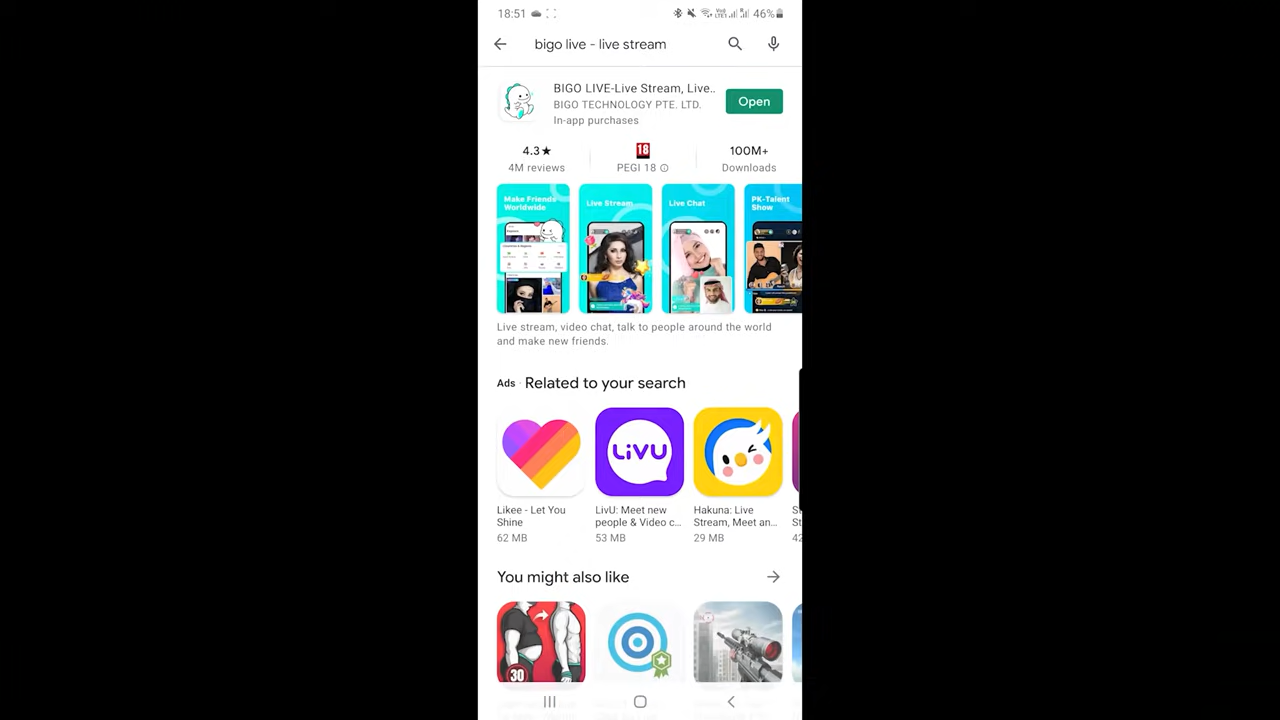 18:51 46%
bigo live - live stream
BIGO LIVE-Live Stream, Live..
BIGO TECHNOLOGY PTE. LTD.
In-app purchases
Open
4.3★ 18 100M+
4M reviews PEGI 18 Downloads
Make Friends Worldwide
Live Stream
Live Chat
PK-Talent Show
Live stream, video chat, talk to people around the world
and make new friends.
Ads · Related to your search
LivU
Likee - Let You
Shine
62 MB
LivU: Meet new
people & Video c...
53 MB
Hakuna: Live
Stream, Meet an...
29 MB
You might also like
30